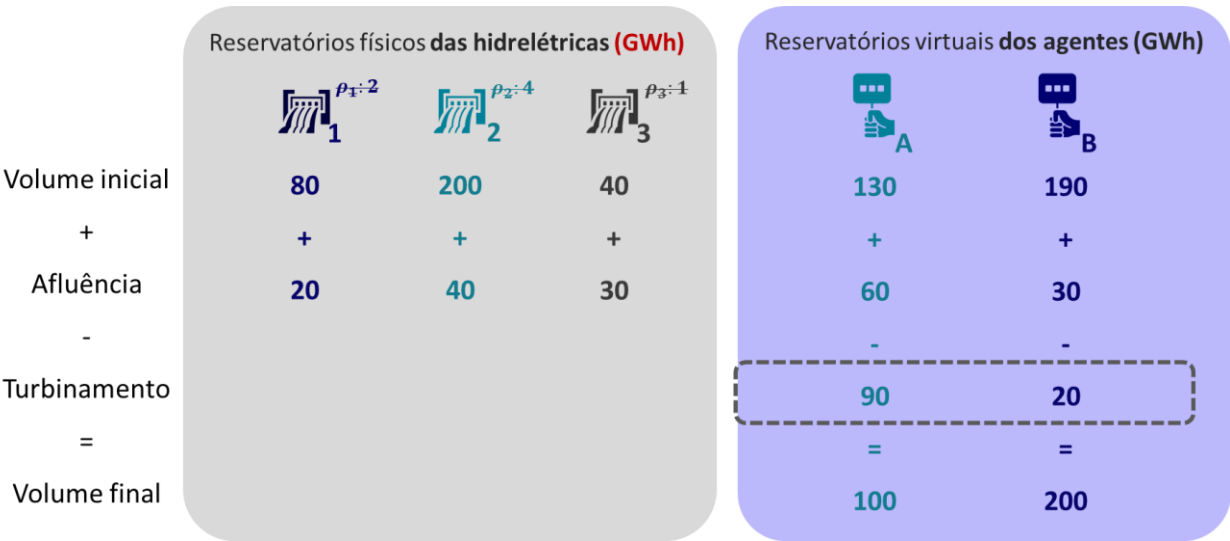 Reservatórios físicos das hidrelétricas (GWh)
Reservatórios virtuais dos agentes (GWh)
ρ₁: 2
ρ₂: 4
ρ₃: 1
1
2
3
A
B
Volume inicial 80 200 40 130 190
+ + + + + +
Afluência 20 40 30 60 30
- - -
Turbinamento 90 20
= = =
Volume final 100 200